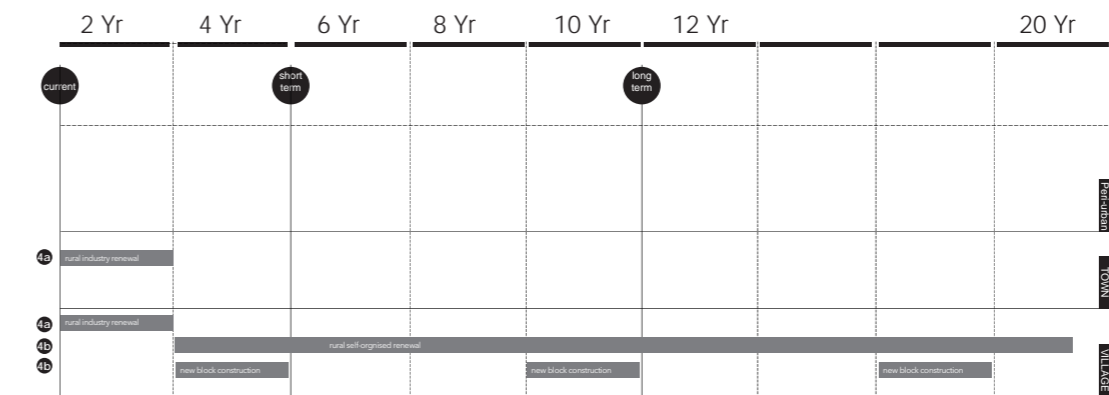 2 Yr 4 Yr 6 Yr 8 Yr 10 Yr 12 Yr 20 Yr
current
short
term
long
term
Peri-urban
4a rural industry renewal
TOWN
4a rural industry renewal
4b rural self-orgnised renewal
4b new block construction new block construction new block construction
VILLAGE